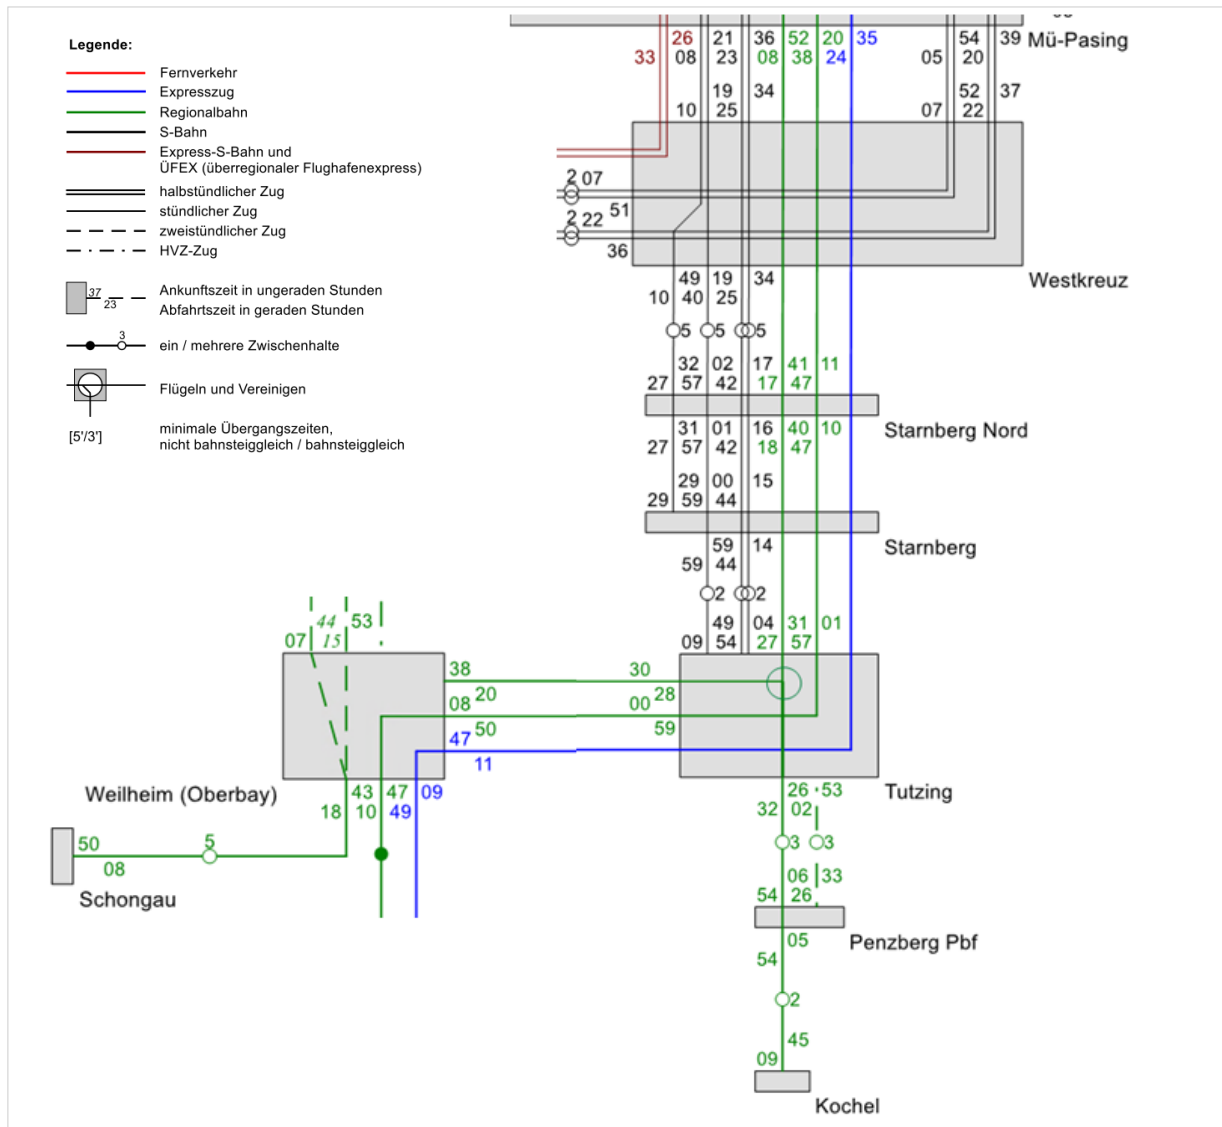 Legende:
Fernverkehr
Expresszug
Regionalbahn
S-Bahn
Express-S-Bahn und
ÜFEX (überregionaler Flughafenexpress)
halbstündlicher Zug
stündlicher Zug
zweistündlicher Zug
HVZ-Zug
37
23
Ankunftszeit in ungeraden Stunden
Abfahrtszeit in geraden Stunden
3
ein / mehrere Zwischenhalte
Flügeln und Vereinigen
[5'/3']
minimale Übergangszeiten,
nicht bahnsteiggleich / bahnsteiggleich
26 21 36 52 20 35 54 39
Mü-Pasing
33 08 23 08 38 24 05 20
19 34 52 37
10 25 07 22
2 07
51
2 22
36
Westkreuz
49 19 34
10 40 25
5 5 5
32 02 17 41 11
27 57 42 17 47
Starnberg Nord
31 01 16 40 10
27 57 42 18 47
29 00 15
29 59 44
Starnberg
59 14
59 44
2 2
49 04 31 01
09 54 27 57
44 53
07 15
38 30
20 28
08 00
50 59
47
11
Weilheim (Oberbay)
Tutzing
43 47 09
18 10 49
26 53
32 02
50 5
08
Schongau
3 3
06 33
54 26
Penzberg Pbf
05
54
2
45
09
Kochel